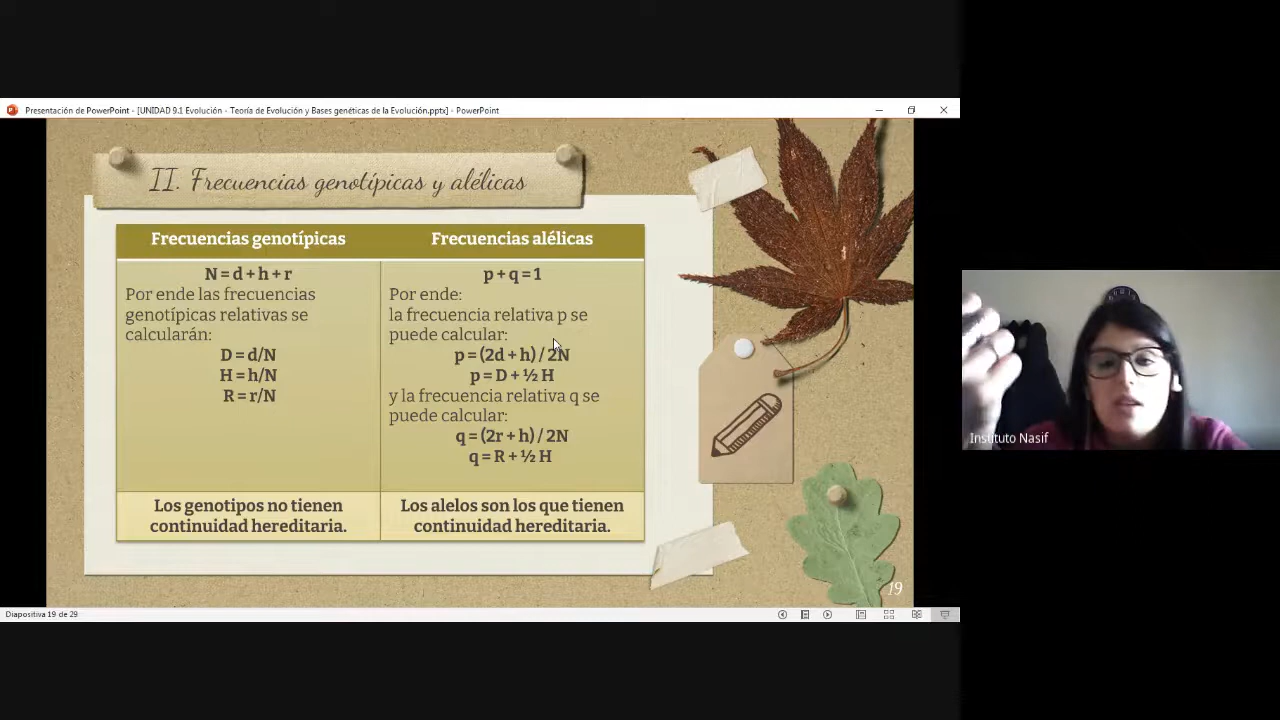 Presentación de PowerPoint - [UNIDAD 9.1 Evolución - Teoría de Evolución y Bases genéticas de la Evolución.pptx] - PowerPoint
II. Frecuencias genotípicas y alélicas
Frecuencias genotípicas
N = d + h + r
Por ende las frecuencias
genotípicas relativas se
calcularán:
D = d/N
H = h/N
R = r/N
Los genotipos no tienen
continuidad hereditaria.
Frecuencias alélicas
p + q = 1
Por ende:
la frecuencia relativa p se
puede calcular:
p = (2d + h) / 2N
p = D + ½ H
y la frecuencia relativa q se
puede calcular:
q = (2r + h) / 2N
q = R + ½ H
Los alelos son los que tienen
continuidad hereditaria.
19
Diapositiva 19 de 29
Instituto Nasif